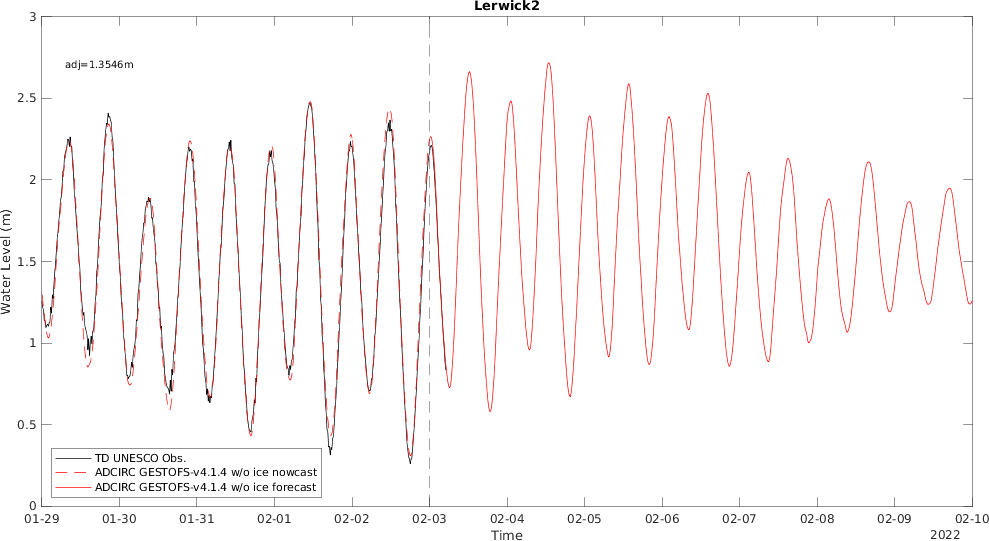 Lerwick2
3
adj=1.3546m
2.5
2
1.5
1
0.5
0
Water Level (m)
TD UNESCO Obs.
ADCIRC GESTOFS-v4.1.4 w/o ice nowcast
ADCIRC GESTOFS-v4.1.4 w/o ice forecast
01-29 01-30 01-31 02-01 02-02 02-03 02-04 02-05 02-06 02-07 02-08 02-09 02-10
Time
2022